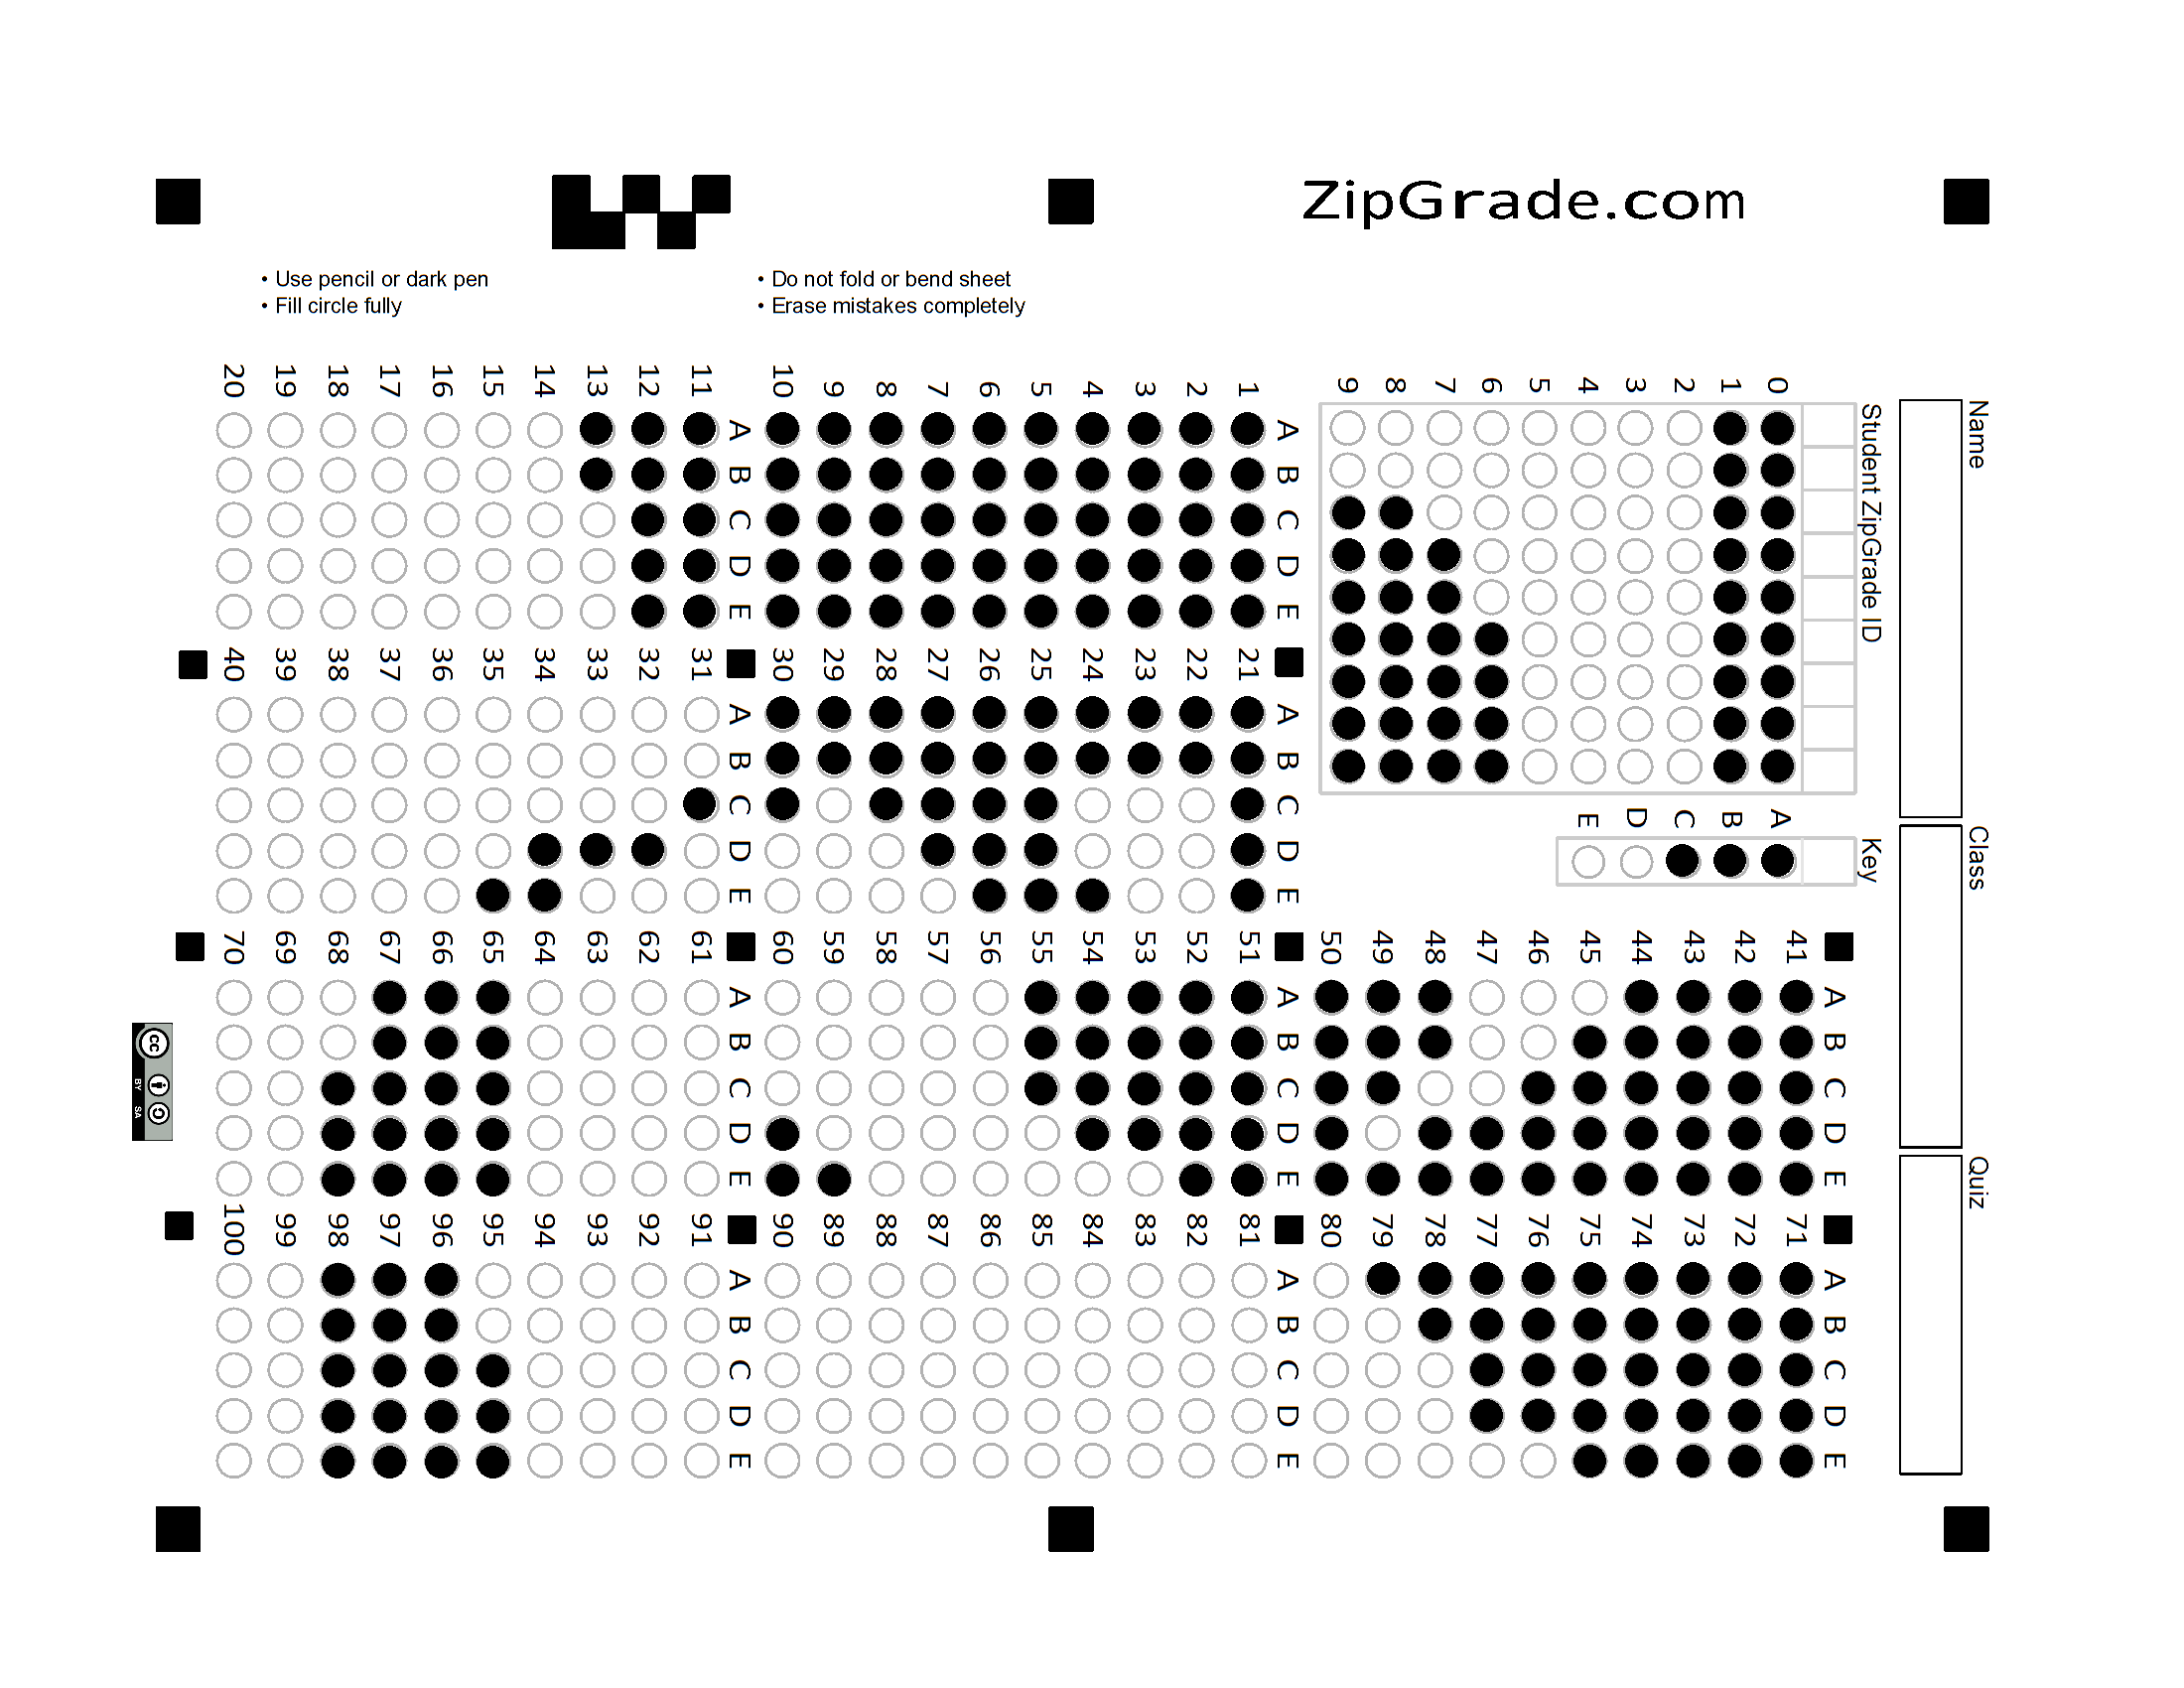 ZipGrade.com
• Use pencil or dark pen
• Fill circle fully
• Do not fold or bend sheet
• Erase mistakes completely
Name
Class
Quiz
Student ZipGrade ID
0 1 2 3 4 5 6 7 8 9
Key
A B C D E
1 2 3 4 5 6 7 8 9 10
A B C D E
11 12 13 14 15 16 17 18 19 20
A B C D E
21 22 23 24 25 26 27 28 29 30
A B C D E
31 32 33 34 35 36 37 38 39 40
A B C D E
41 42 43 44 45 46 47 48 49 50
A B C D E
51 52 53 54 55 56 57 58 59 60
A B C D E
61 62 63 64 65 66 67 68 69 70
A B C D E
71 72 73 74 75 76 77 78 79 80
A B C D E
81 82 83 84 85 86 87 88 89 90
A B C D E
91 92 93 94 95 96 97 98 99 100
A B C D E
cc
BY SA